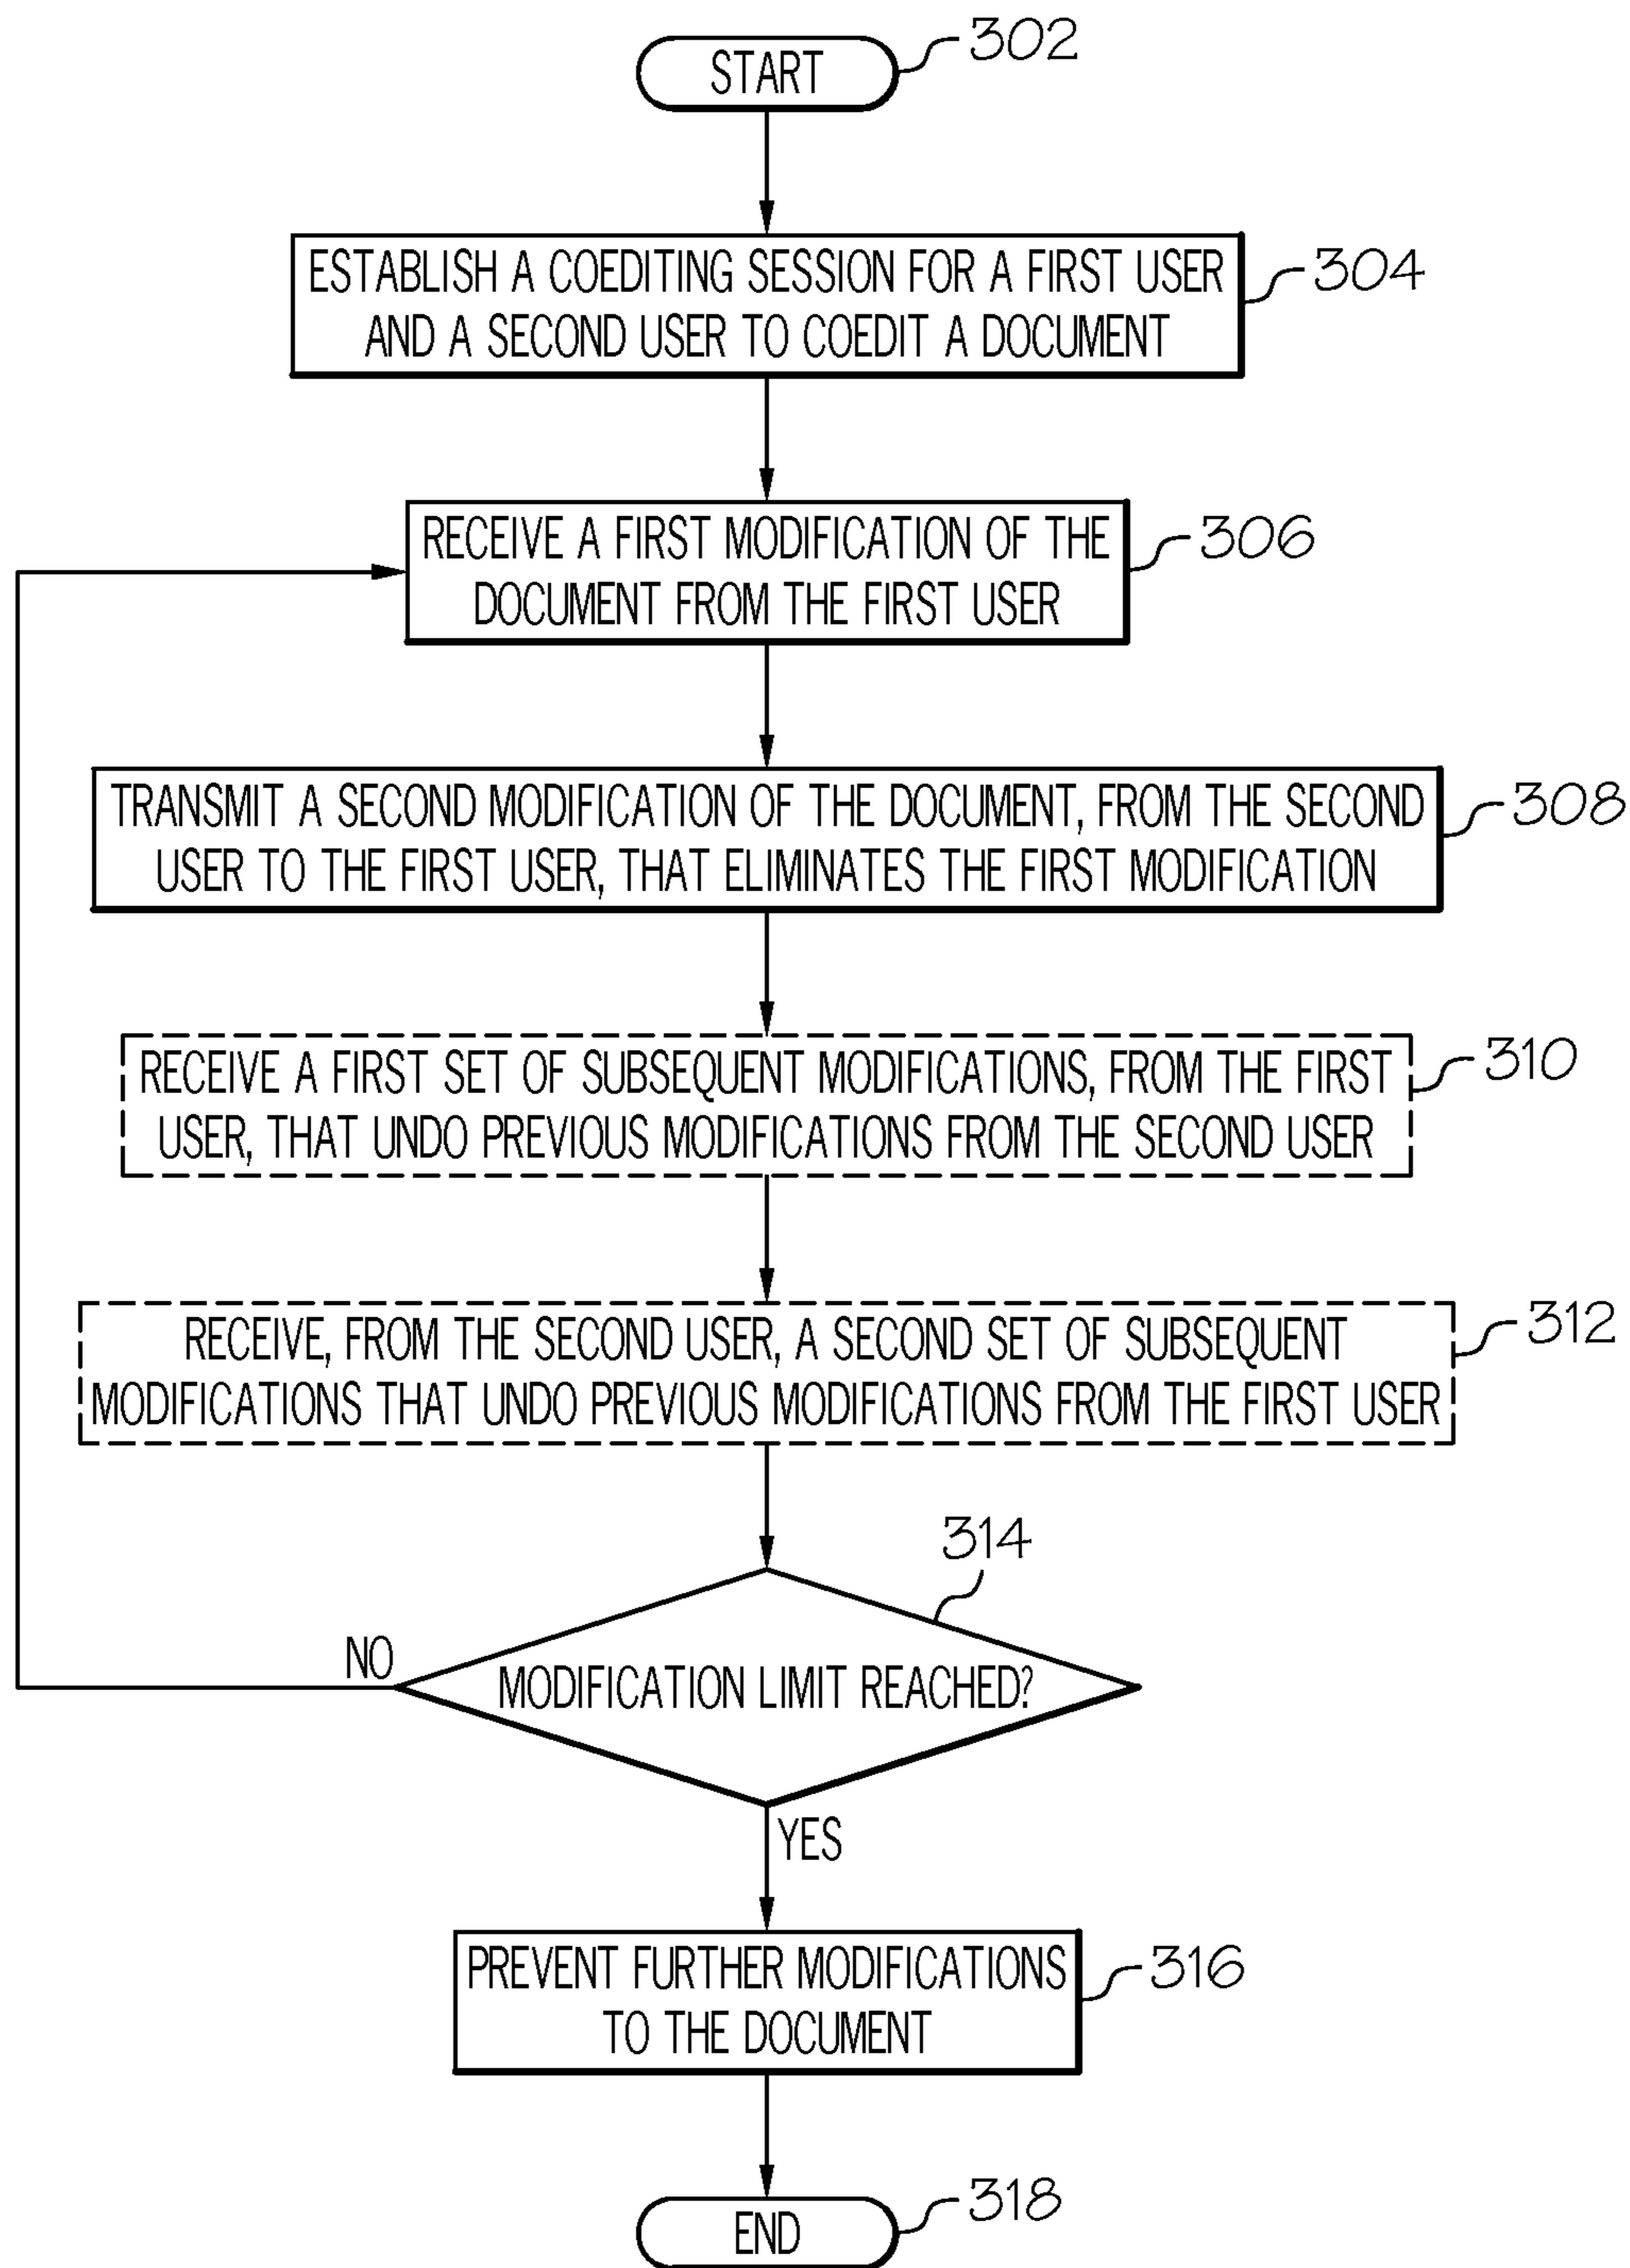 START
302
ESTABLISH A COEDITING SESSION FOR A FIRST USER
AND A SECOND USER TO COEDIT A DOCUMENT
304
RECEIVE A FIRST MODIFICATION OF THE
DOCUMENT FROM THE FIRST USER
306
TRANSMIT A SECOND MODIFICATION OF THE DOCUMENT, FROM THE SECOND
USER TO THE FIRST USER, THAT ELIMINATES THE FIRST MODIFICATION
308
RECEIVE A FIRST SET OF SUBSEQUENT MODIFICATIONS, FROM THE FIRST
USER, THAT UNDO PREVIOUS MODIFICATIONS FROM THE SECOND USER
310
RECEIVE, FROM THE SECOND USER, A SECOND SET OF SUBSEQUENT
MODIFICATIONS THAT UNDO PREVIOUS MODIFICATIONS FROM THE FIRST USER
312
314
NO
MODIFICATION LIMIT REACHED?
YES
PREVENT FURTHER MODIFICATIONS
TO THE DOCUMENT
316
END
318